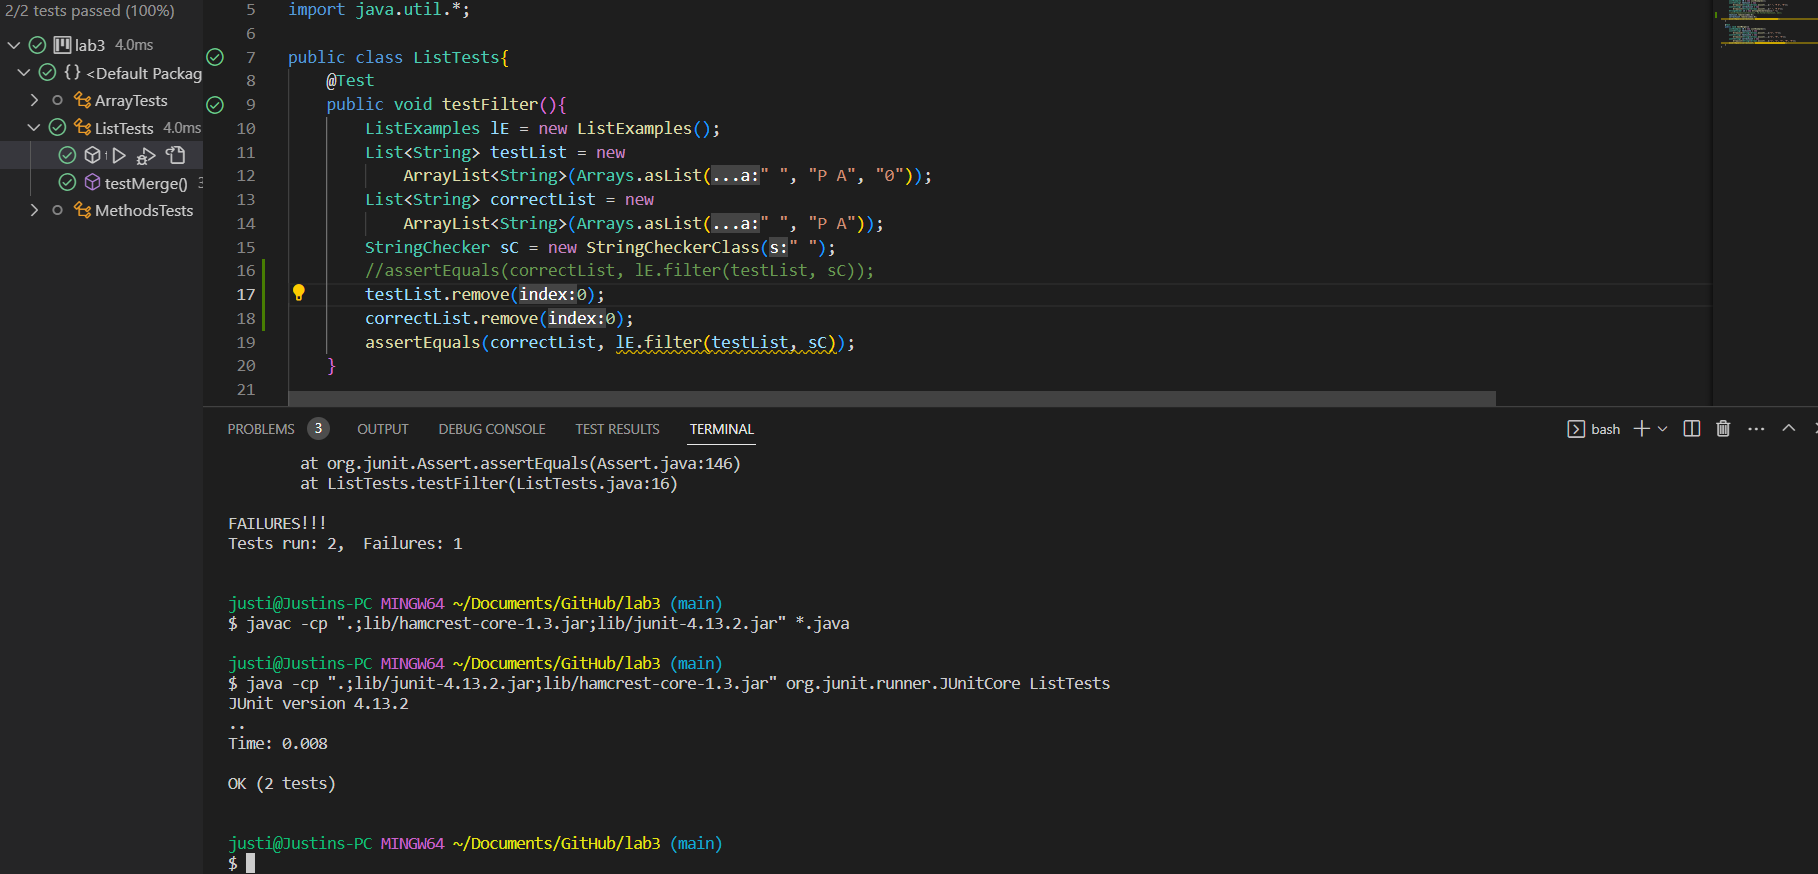 2/2 tests passed (100%)
lab3 4.0ms
{} <Default Packag
ArrayTests
ListTests 4.0ms
testMerge() 3
MethodsTests
5 import java.util.*;
6
7 public class ListTests{
8 @Test
9 public void testFilter(){
10 ListExamples lE = new ListExamples();
11 List<String> testList = new
12 ArrayList<String>(Arrays.asList(...a:" ", "P A", "0"));
13 List<String> correctList = new
14 ArrayList<String>(Arrays.asList(...a:" ", "P A"));
15 StringChecker sC = new StringCheckerClass(s:" ");
16 //assertEquals(correctList, lE.filter(testList, sC));
17 testList.remove(index:0);
18 correctList.remove(index:0);
19 assertEquals(correctList, lE.filter(testList, sC));
20 }
21
PROBLEMS 3 OUTPUT DEBUG CONSOLE TEST RESULTS TERMINAL bash
at org.junit.Assert.assertEquals(Assert.java:146)
at ListTests.testFilter(ListTests.java:16)
FAILURES!!!
Tests run: 2,  Failures: 1
justi@Justins-PC MINGW64 ~/Documents/GitHub/lab3 (main)
$ javac -cp ".;lib/hamcrest-core-1.3.jar;lib/junit-4.13.2.jar" *.java
justi@Justins-PC MINGW64 ~/Documents/GitHub/lab3 (main)
$ java -cp ".;lib/junit-4.13.2.jar;lib/hamcrest-core-1.3.jar" org.junit.runner.JUnitCore ListTests
JUnit version 4.13.2
..
Time: 0.008
OK (2 tests)
justi@Justins-PC MINGW64 ~/Documents/GitHub/lab3 (main)
$